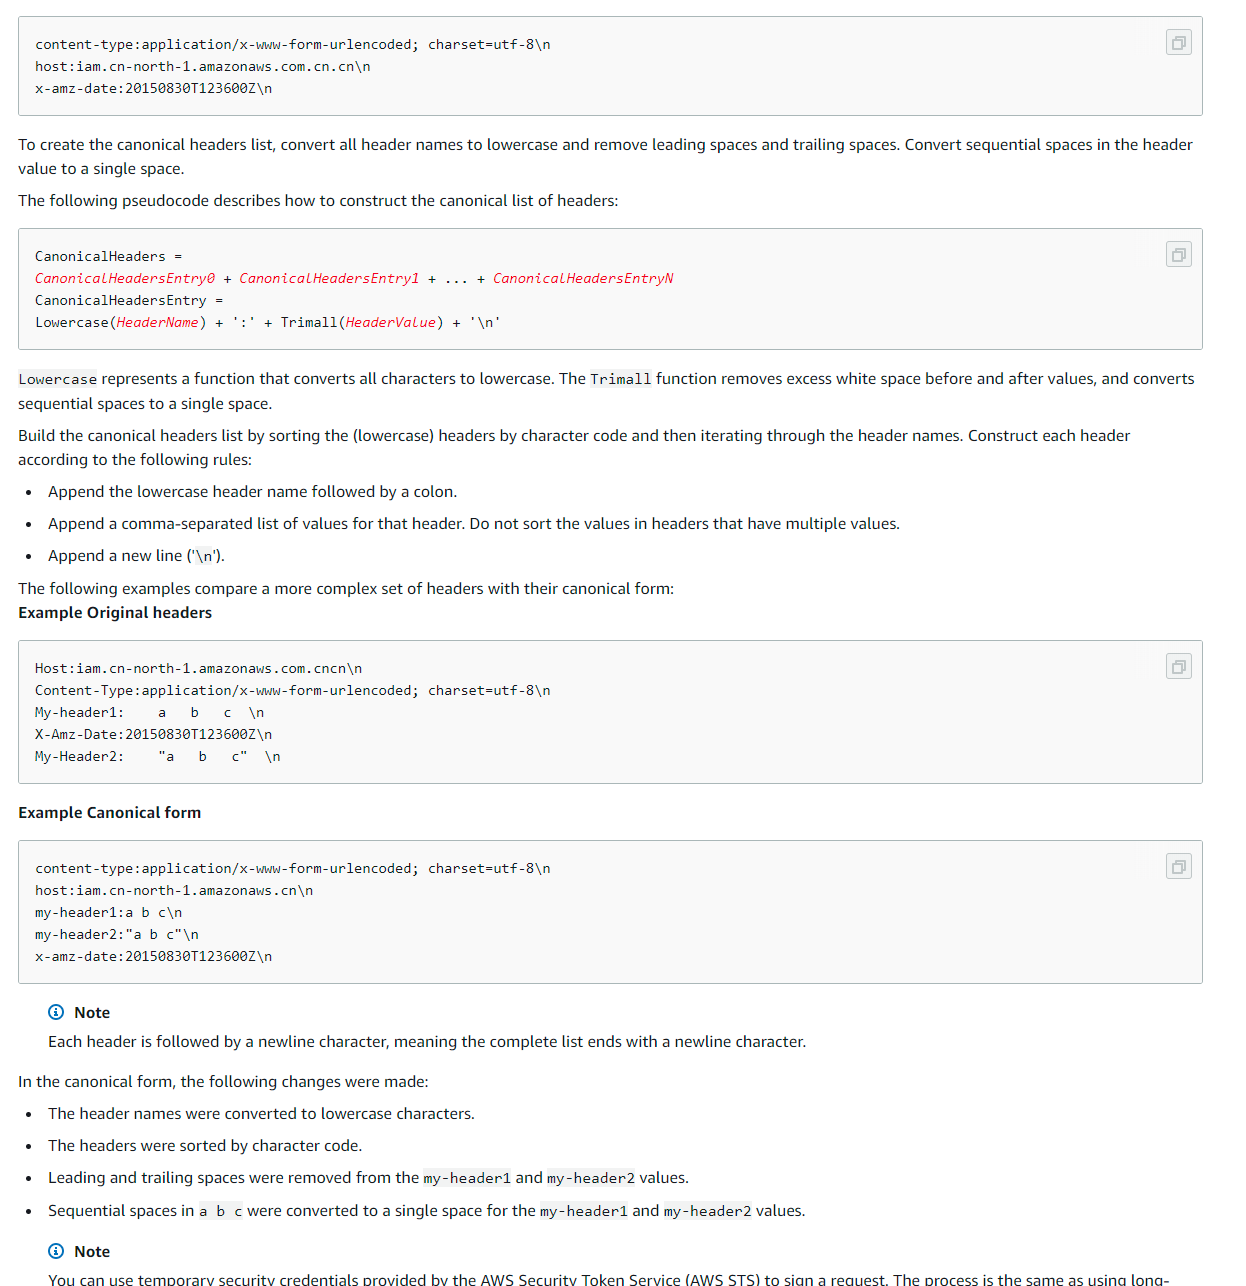 content-type:application/x-www-form-urlencoded; charset=utf-8\n
host:iam.cn-north-1.amazonaws.com.cn.cn\n
x-amz-date:20150830T123600Z\n
To create the canonical headers list, convert all header names to lowercase and remove leading spaces and trailing spaces. Convert sequential spaces in the header
value to a single space.
The following pseudocode describes how to construct the canonical list of headers:
CanonicalHeaders =
CanonicalHeadersEntry0 + CanonicalHeadersEntry1 + ... + CanonicalHeadersEntryN
CanonicalHeadersEntry =
Lowercase(HeaderName) + ':' + Trimall(HeaderValue) + '\n'
Lowercase represents a function that converts all characters to lowercase. The Trimall function removes excess white space before and after values, and converts
sequential spaces to a single space.
Build the canonical headers list by sorting the (lowercase) headers by character code and then iterating through the header names. Construct each header
according to the following rules:
• Append the lowercase header name followed by a colon.
• Append a comma-separated list of values for that header. Do not sort the values in headers that have multiple values.
• Append a new line ('\n').
The following examples compare a more complex set of headers with their canonical form:
Example Original headers
Host:iam.cn-north-1.amazonaws.com.cncn\n
Content-Type:application/x-www-form-urlencoded; charset=utf-8\n
My-header1:    a   b   c  \n
X-Amz-Date:20150830T123600Z\n
My-Header2:    "a   b   c"  \n
Example Canonical form
content-type:application/x-www-form-urlencoded; charset=utf-8\n
host:iam.cn-north-1.amazonaws.cn\n
my-header1:a b c\n
my-header2:"a b c"\n
x-amz-date:20150830T123600Z\n
Note
Each header is followed by a newline character, meaning the complete list ends with a newline character.
In the canonical form, the following changes were made:
• The header names were converted to lowercase characters.
• The headers were sorted by character code.
• Leading and trailing spaces were removed from the my-header1 and my-header2 values.
• Sequential spaces in a b c were converted to a single space for the my-header1 and my-header2 values.
Note
You can use temporary security credentials provided by the AWS Security Token Service (AWS STS) to sign a request. The process is the same as using long-